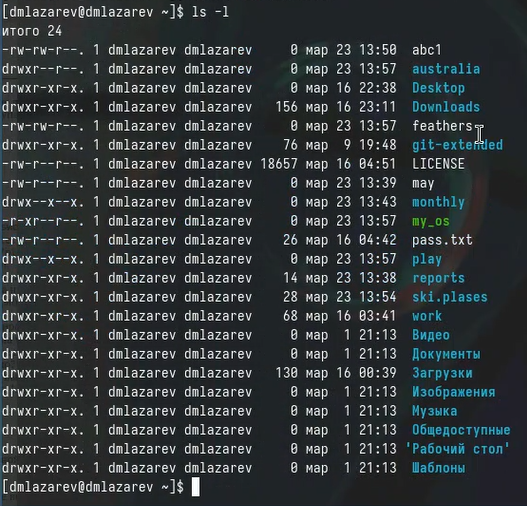 [dmlazarev@dmlazarev ~]$ ls -l
итого 24
-rw-rw-r--. 1 dmlazarev dmlazarev     0 мар 23 13:50  abc1
drwxr--r--. 1 dmlazarev dmlazarev     0 мар 23 13:57  australia
drwxr-xr-x. 1 dmlazarev dmlazarev     0 мар 16 22:38  Desktop
drwxr-xr-x. 1 dmlazarev dmlazarev   156 мар 16 23:11  Downloads
-rw-rw-r--. 1 dmlazarev dmlazarev     0 мар 23 13:57  feathers
drwxr-xr-x. 1 dmlazarev dmlazarev    76 мар  9 19:48  git-extended
-rw-r--r--. 1 dmlazarev dmlazarev 18657 мар 16 04:51  LICENSE
-rw-r--r--. 1 dmlazarev dmlazarev     0 мар 23 13:39  may
drwx--x--x. 1 dmlazarev dmlazarev     0 мар 23 13:43  monthly
-r-xr--r--. 1 dmlazarev dmlazarev     0 мар 23 13:57  my_os
-rw-r--r--. 1 dmlazarev dmlazarev    26 мар 16 04:42  pass.txt
drwx--x--x. 1 dmlazarev dmlazarev     0 мар 23 13:57  play
drwxr-xr-x. 1 dmlazarev dmlazarev    14 мар 23 13:38  reports
drwxr-xr-x. 1 dmlazarev dmlazarev    28 мар 23 13:54  ski.plases
drwxr-xr-x. 1 dmlazarev dmlazarev    68 мар 16 03:41  work
drwxr-xr-x. 1 dmlazarev dmlazarev     0 мар  1 21:13  Видео
drwxr-xr-x. 1 dmlazarev dmlazarev     0 мар  1 21:13  Документы
drwxr-xr-x. 1 dmlazarev dmlazarev   130 мар 16 00:39  Загрузки
drwxr-xr-x. 1 dmlazarev dmlazarev     0 мар  1 21:13  Изображения
drwxr-xr-x. 1 dmlazarev dmlazarev     0 мар  1 21:13  Музыка
drwxr-xr-x. 1 dmlazarev dmlazarev     0 мар  1 21:13  Общедоступные
drwxr-xr-x. 1 dmlazarev dmlazarev     0 мар  1 21:13 'Рабочий стол'
drwxr-xr-x. 1 dmlazarev dmlazarev     0 мар  1 21:13  Шаблоны
[dmlazarev@dmlazarev ~]$